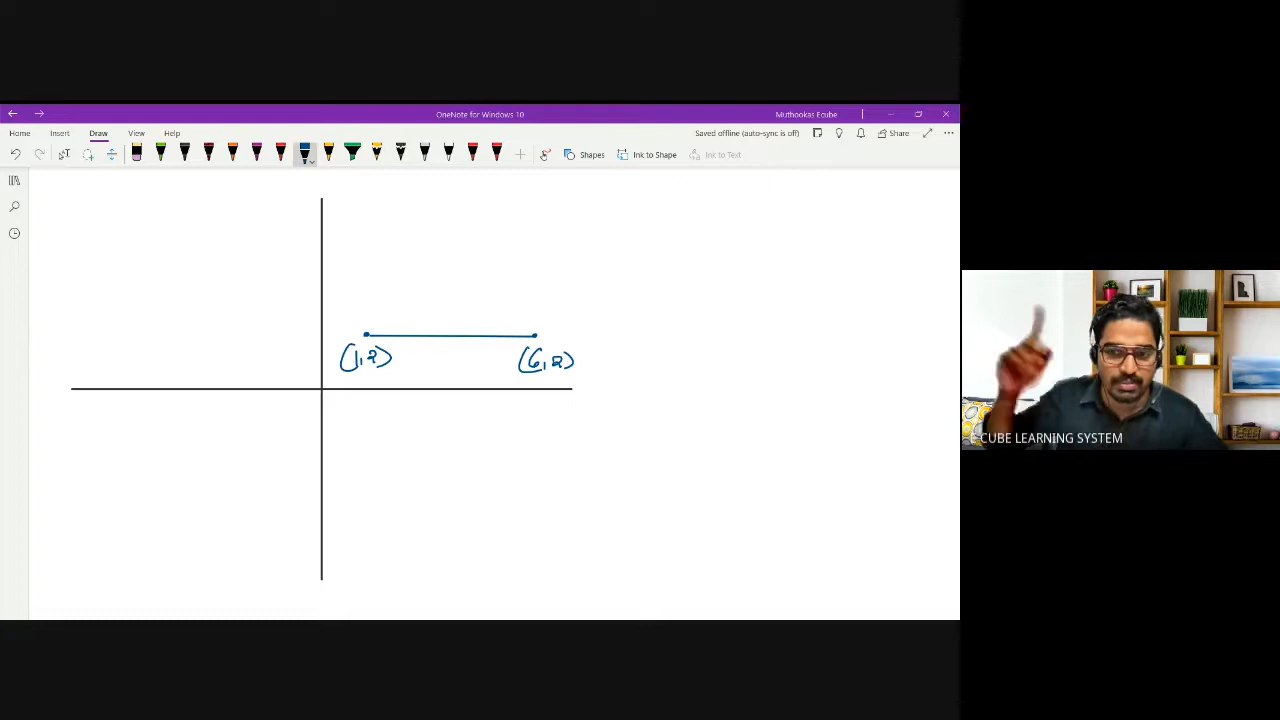 OneNote for Windows 10
Muthookas Ecube
Home Insert Draw View Help
Saved offline (auto-sync is off) Share
Shapes Ink to Shape Ink to Text
(1,2) (6,2)
E CUBE LEARNING SYSTEM